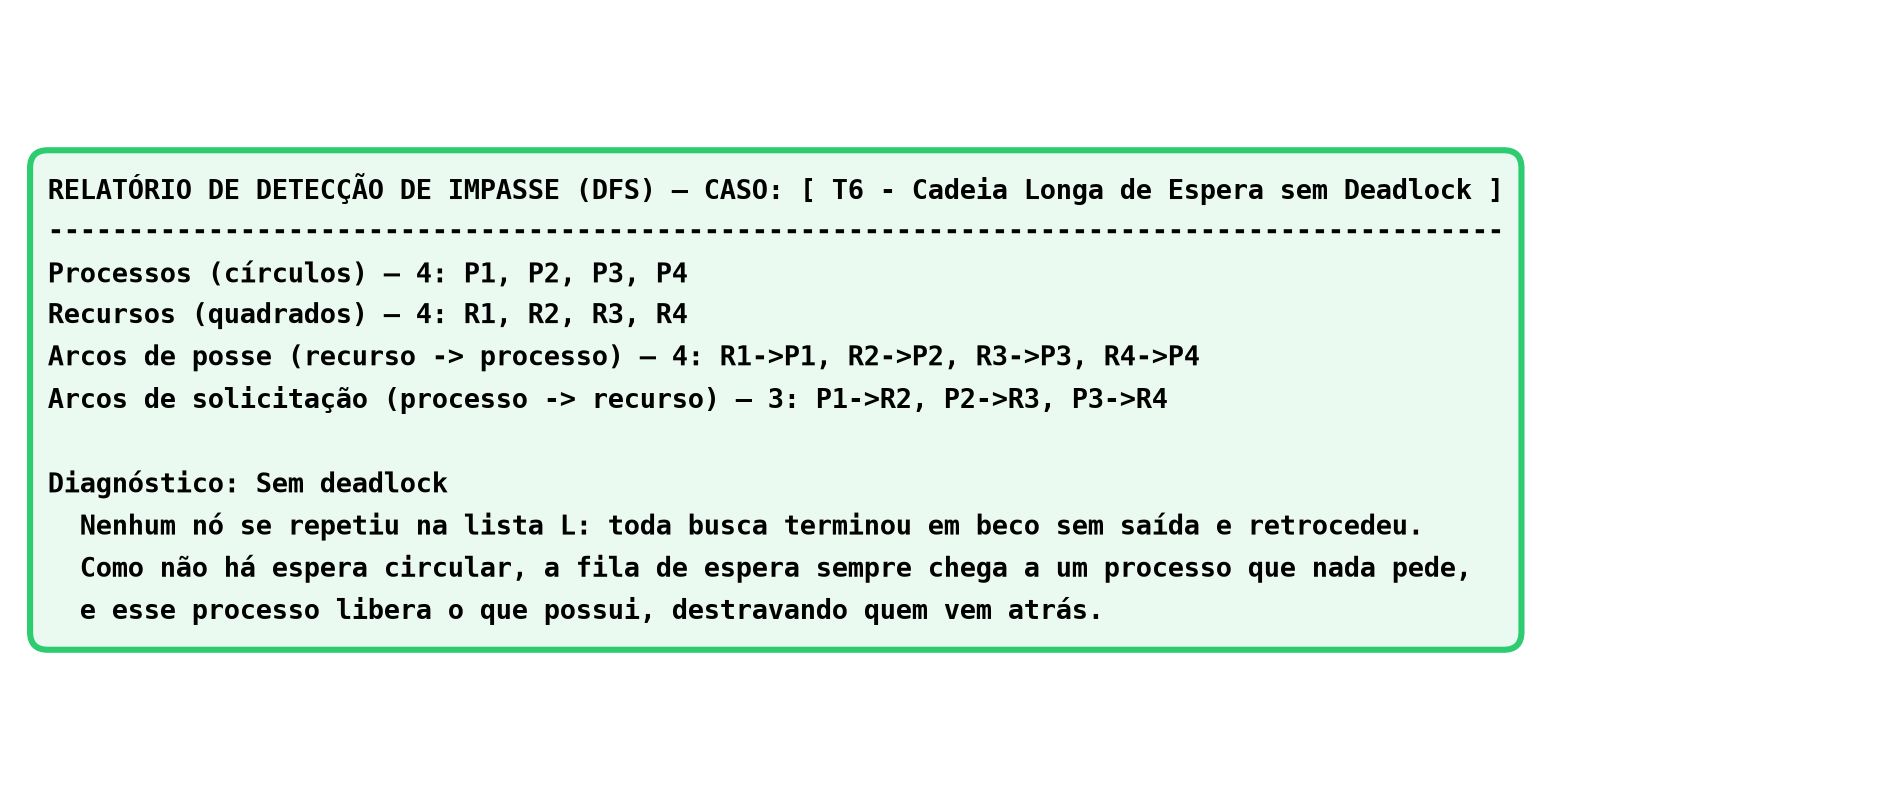 RELATÓRIO DE DETECÇÃO DE IMPASSE (DFS) — CASO: [ T6 - Cadeia Longa de Espera sem Deadlock ]
-------------------------------------------------------------------------------------------
Processos (círculos) — 4: P1, P2, P3, P4
Recursos (quadrados) — 4: R1, R2, R3, R4
Arcos de posse (recurso -> processo) — 4: R1->P1, R2->P2, R3->P3, R4->P4
Arcos de solicitação (processo -> recurso) — 3: P1->R2, P2->R3, P3->R4
Diagnóstico: Sem deadlock
Nenhum nó se repetiu na lista L: toda busca terminou em beco sem saída e retrocedeu.
Como não há espera circular, a fila de espera sempre chega a um processo que nada pede,
e esse processo libera o que possui, destravando quem vem atrás.